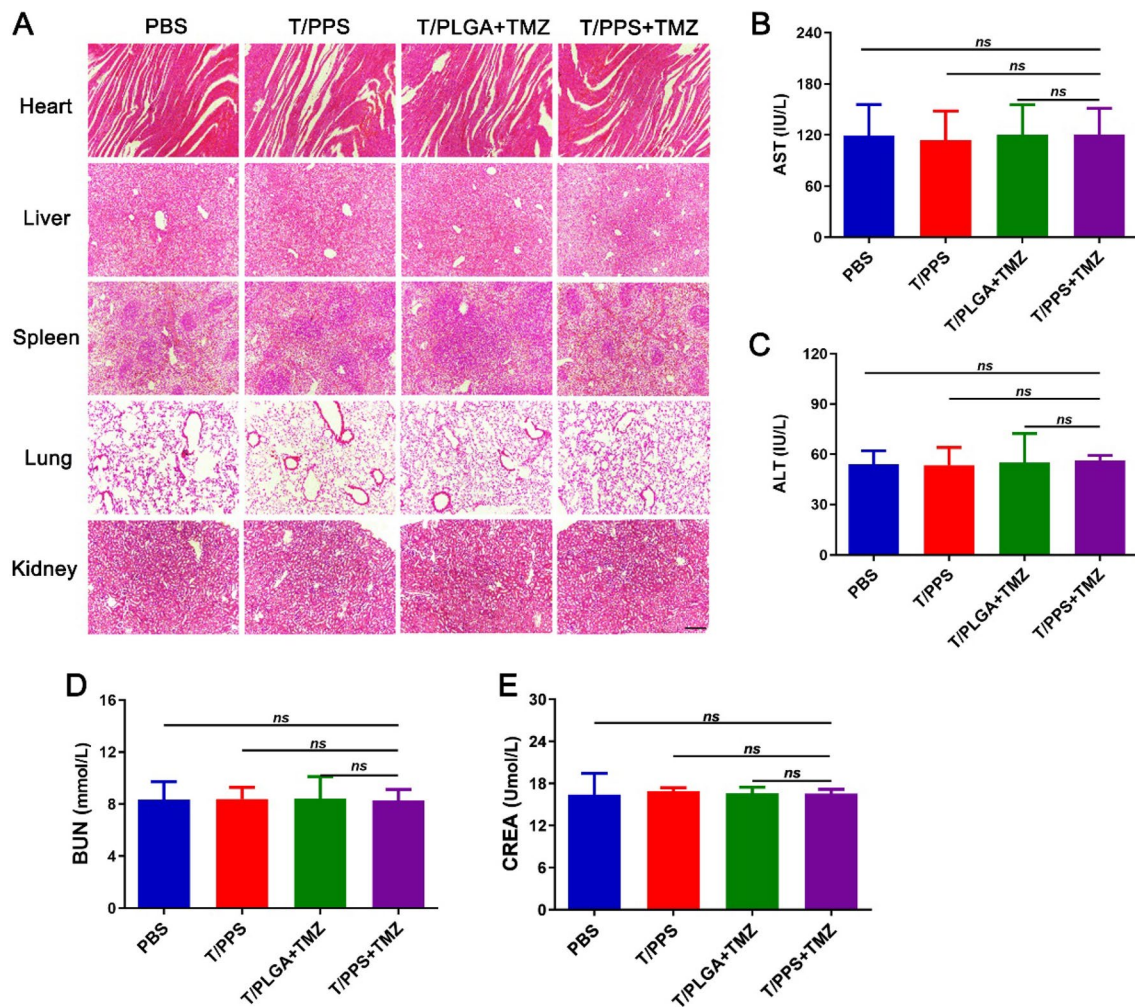 A
PBS T/PPS T/PLGA+TMZ T/PPS+TMZ
Heart
Liver
Spleen
Lung
Kidney
B
AST (IU/L)
240
180
120
60
0
ns
ns
ns
PBS
T/PPS
T/PLGA+TMZ
T/PPS+TMZ
C
ALT (IU/L)
120
90
60
30
0
ns
ns
ns
PBS
T/PPS
T/PLGA+TMZ
T/PPS+TMZ
D
BUN (mmol/L)
16
12
8
4
0
ns
ns
ns
PBS
T/PPS
T/PLGA+TMZ
T/PPS+TMZ
E
CREA (Umol/L)
30
24
18
12
6
0
ns
ns
ns
PBS
T/PPS
T/PLGA+TMZ
T/PPS+TMZ